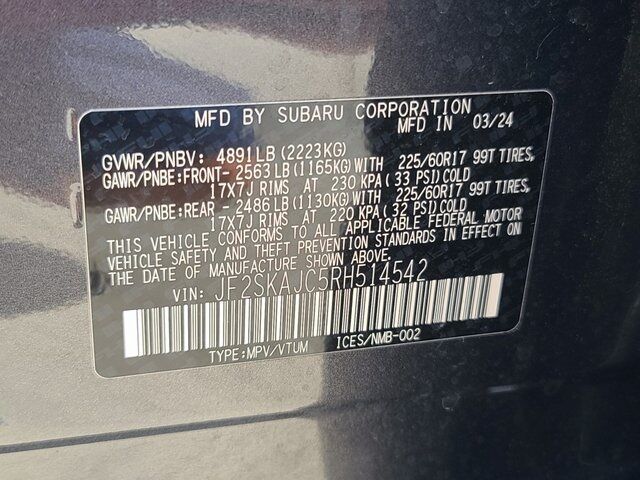 MFD BY SUBARU CORPORATION
MFD IN 03/24
GVWR/PNBV: 4891LB (2223KG)
GAWR/PNBE:FRONT- 2563LB (1165KG) WITH 225/60R17 99T TIRES,
17X7J RIMS AT 230 KPA (33 PSI) COLD
GAWR/PNBE:REAR - 2486LB (1130KG) WITH 225/60R17 99T TIRES,
17X7J RIMS AT 220 KPA (32 PSI) COLD
THIS VEHICLE CONFORMS TO ALL APPLICABLE FEDERAL MOTOR
VEHICLE SAFETY AND THEFT PREVENTION STANDARDS IN EFFECT ON
THE DATE OF MANUFACTURE SHOWN ABOVE.
VIN: JF2SKAJC5RH514542
TYPE:MPV/VTUM ICES/NMB-002